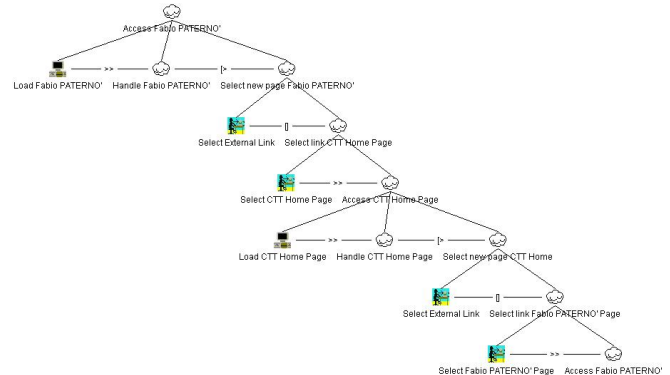 Access Fabio PATERNO'
>> [>
Load Fabio PATERNO' Handle Fabio PATERNO' Select new page Fabio PATERNO'
[]
Select External Link Select link CTT Home Page
>>
Select CTT Home Page Access CTT Home Page
>> [>
Load CTT Home Page Handle CTT Home Page Select new page CTT Home
[]
Select External Link Select link Fabio PATERNO' Page
>>
Select Fabio PATERNO' Page Access Fabio PATERNO'